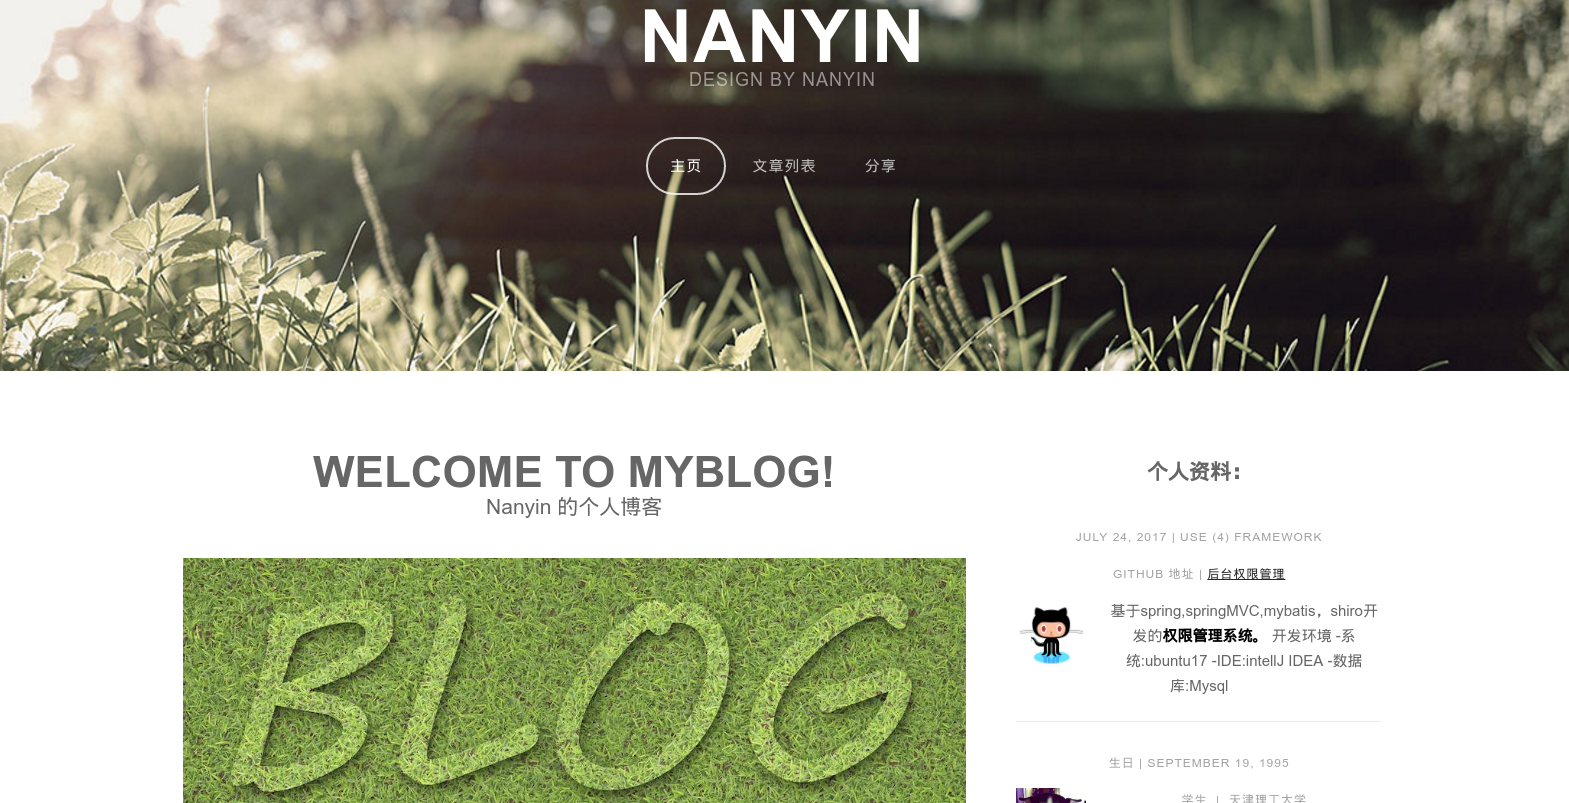 NANYIN
DESIGN BY NANYIN
主页 文章列表 分享
WELCOME TO MYBLOG!
Nanyin 的个人博客
BLOG
个人资料：
JULY 24, 2017 | USE (4) FRAMEWORK
GITHUB 地址 | 后台权限管理
基于spring,springMVC,mybatis，shiro开
发的权限管理系统。 开发环境 -系
统:ubuntu17 -IDE:intellJ IDEA -数据
库:Mysql
生日 | SEPTEMBER 19, 1995
学生 | 天津理工大学